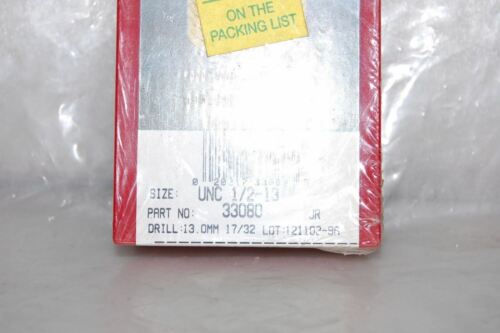 ON THE
PACKING LIST
SIZE: UNC 1/2-13
PART NO: 33080 JR
DRILL:13.0MM 17/32 LOT:121102-96